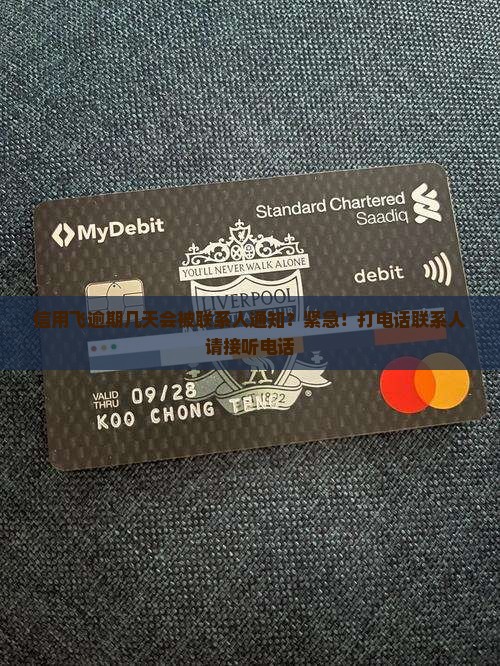 MyDebit
Standard Chartered
Saadiq
YOU'LL NEVER WALK ALONE
debit
LIVERPOOL
信用飞逾期几天会被联系人通知？紧急！打电话联系人
请接听电话
VALID
THRU
09/28
KOO CHONG
1892